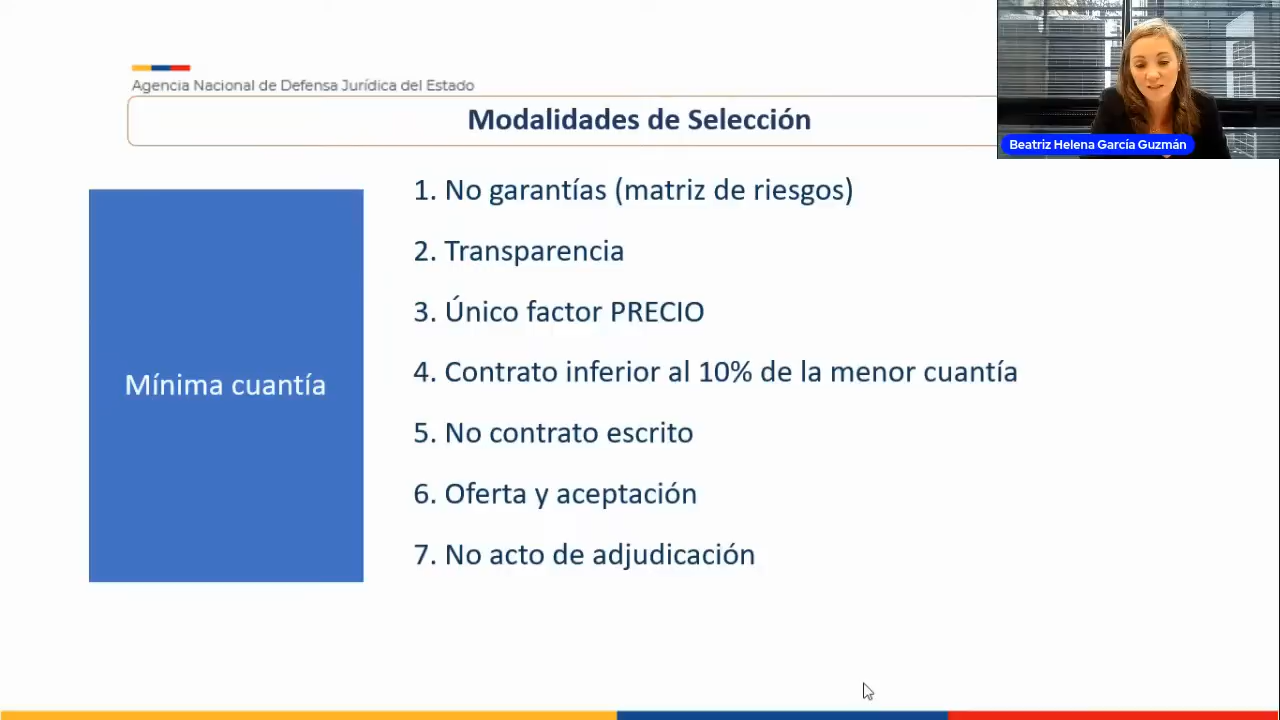 Agencia Nacional de Defensa Jurídica del Estado
Modalidades de Selección
Beatriz Helena García Guzmán
Mínima cuantía
1. No garantías (matriz de riesgos)
2. Transparencia
3. Único factor PRECIO
4. Contrato inferior al 10% de la menor cuantía
5. No contrato escrito
6. Oferta y aceptación
7. No acto de adjudicación